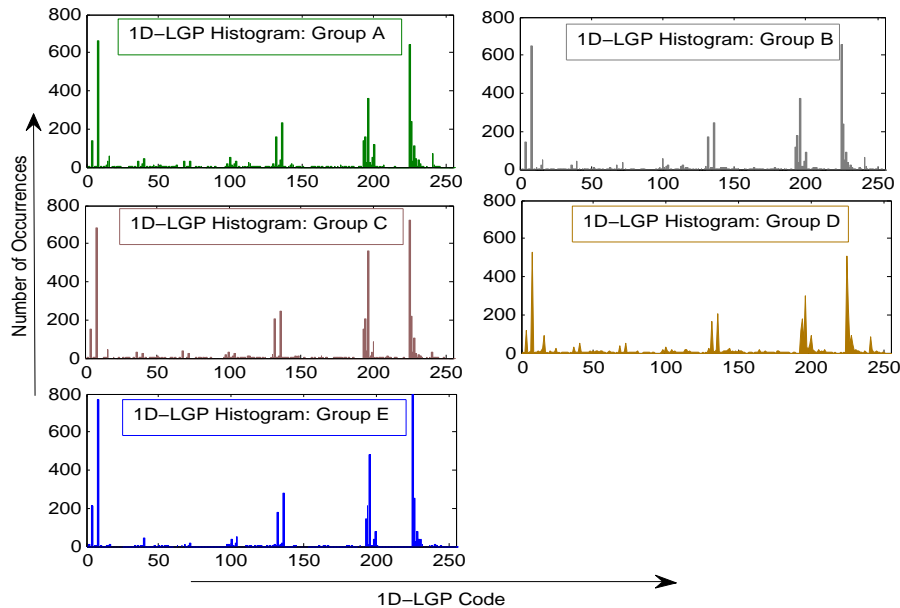 1D−LGP Histogram: Group A
800
600
400
200
0
0 50 100 150 200 250
1D−LGP Histogram: Group B
800
600
400
200
0
0 50 100 150 200 250
1D−LGP Histogram: Group C
800
600
400
200
0
0 50 100 150 200 250
1D−LGP Histogram: Group D
800
600
400
200
0
0 50 100 150 200 250
1D−LGP Histogram: Group E
800
600
400
200
0
0 50 100 150 200 250
Number of Occurrences
1D−LGP Code